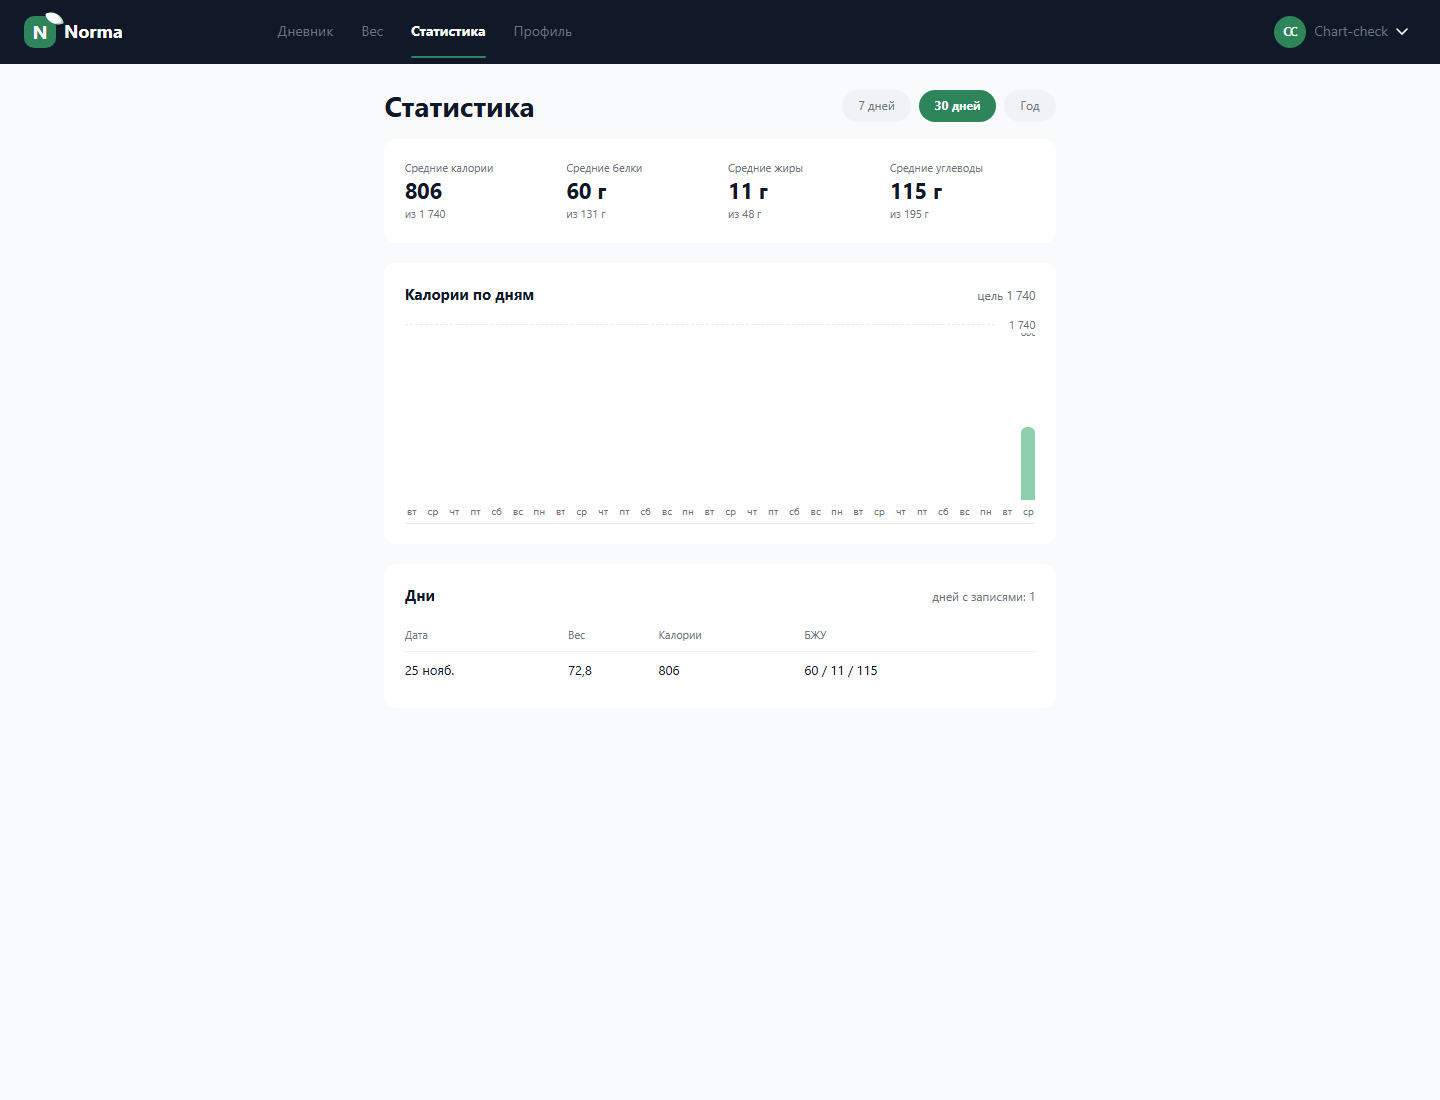 N Norma
Дневник Вес Статистика Профиль
CC Chart-check
Статистика
7 дней 30 дней Год
Средние калории Средние белки Средние жиры Средние углеводы
806 60 г 11 г 115 г
из 1 740 из 131 г из 48 г из 195 г
Калории по дням цель 1 740
1 740
вт ср чт пт сб вс пн вт ср чт пт сб вс пн вт ср чт пт сб вс пн вт ср чт пт сб вс пн вт ср
Дни дней с записями: 1
Дата Вес Калории БЖУ
25 нояб. 72,8 806 60 / 11 / 115